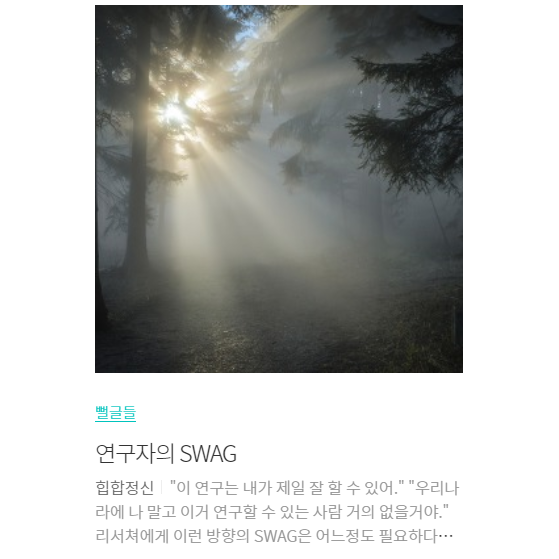 뻘글들
연구자의 SWAG
힙합정신 "이 연구는 내가 제일 잘 할 수 있어." "우리나
라에 나 말고 이거 연구할 수 있는 사람 거의 없을거야."
리서쳐에게 이런 방향의 SWAG은 어느정도 필요하다…